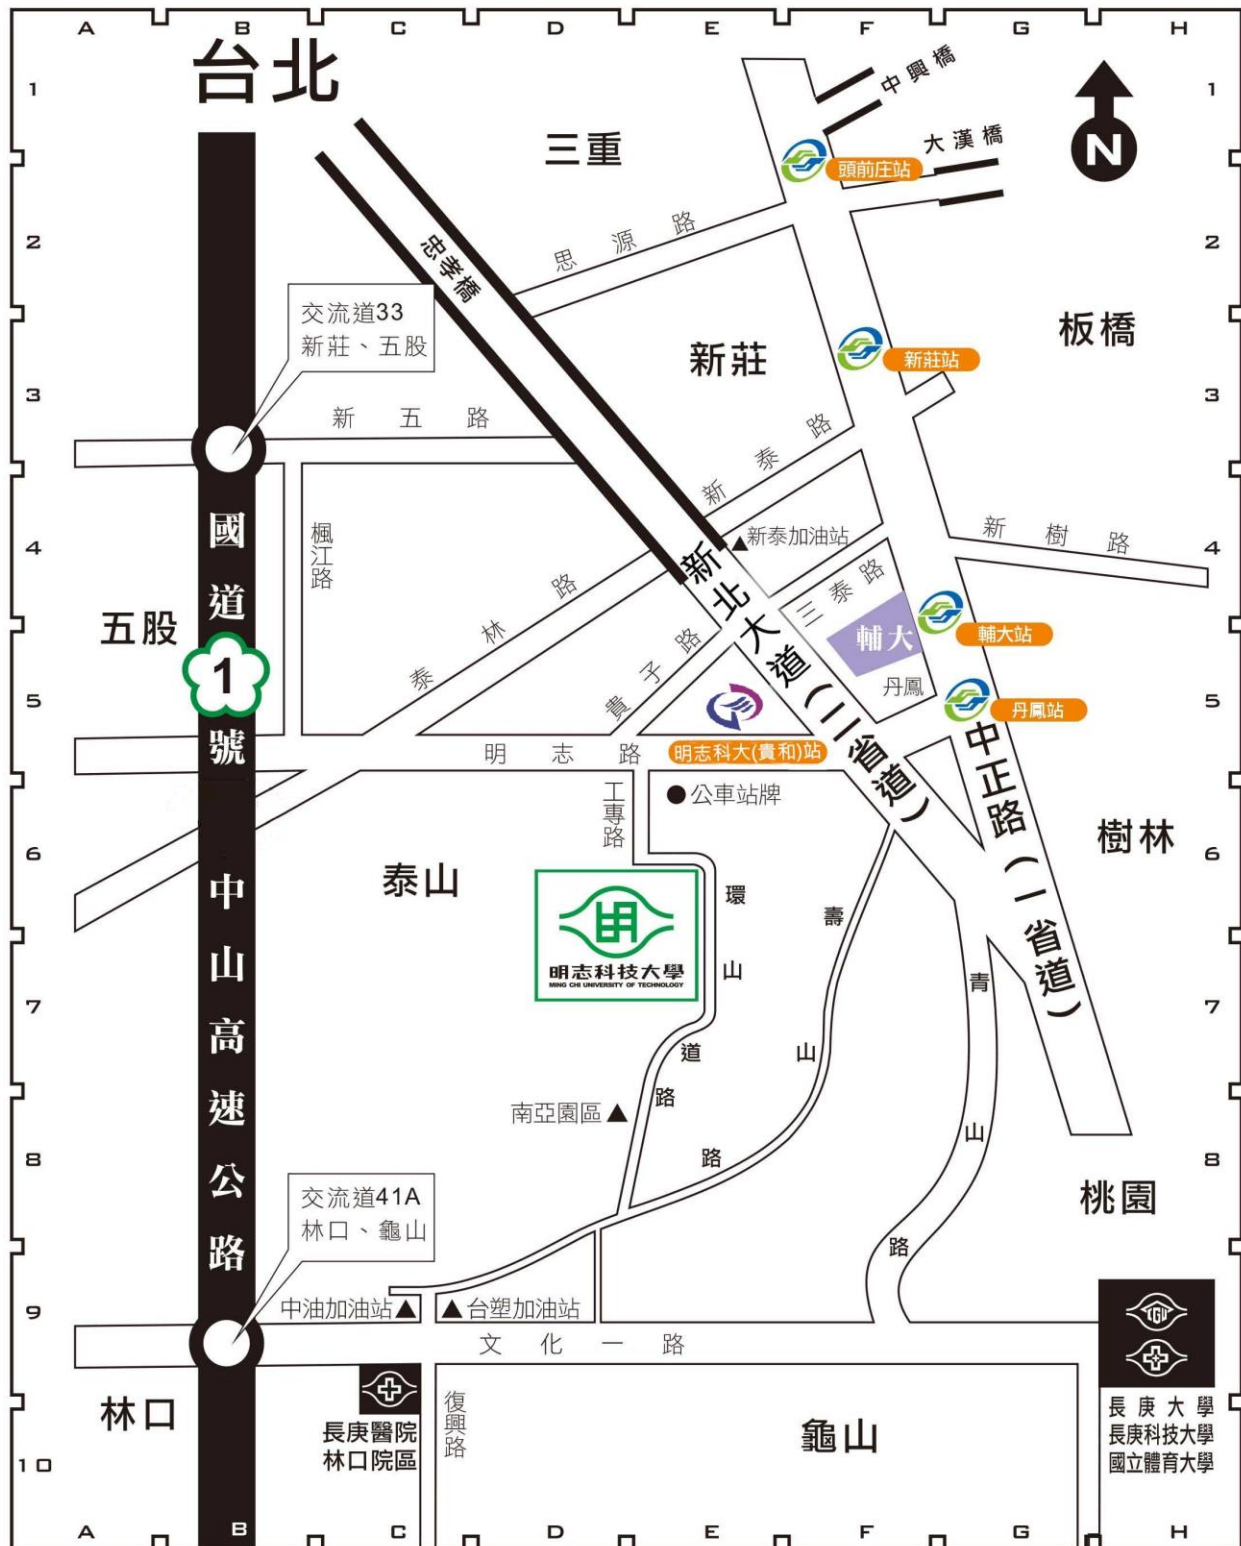 A B C D E F G H
台北
1
1
中興橋
N
三重
大漢橋
頭前庄站
2
2
忠孝橋
思源路
交流道33
新莊、五股
新莊
板橋
新莊站
3
3
新五路
新泰路
國道
1
號
中山高速公路
楓江路
4
4
新泰加油站
新樹路
新北大道(二省道)
泰林路
三泰路
五股
輔大
輔大站
貴子路
5
5
丹鳳
丹鳳站
明志路
明志科大(貴和)站
中正路(一省道)
工專路
公車站牌
6
6
泰山
樹林
明志科技大學
MING CHI UNIVERSITY OF TECHNOLOGY
環山道路
壽山路
青山路
7
7
南亞園區
8
8
交流道41A
林口、龜山
桃園
9
9
中油加油站
台塑加油站
文化一路
CGU
林口
長庚醫院
林口院區
復興路
龜山
長庚大學
長庚科技大學
國立體育大學
10
10
A B C D E F G H